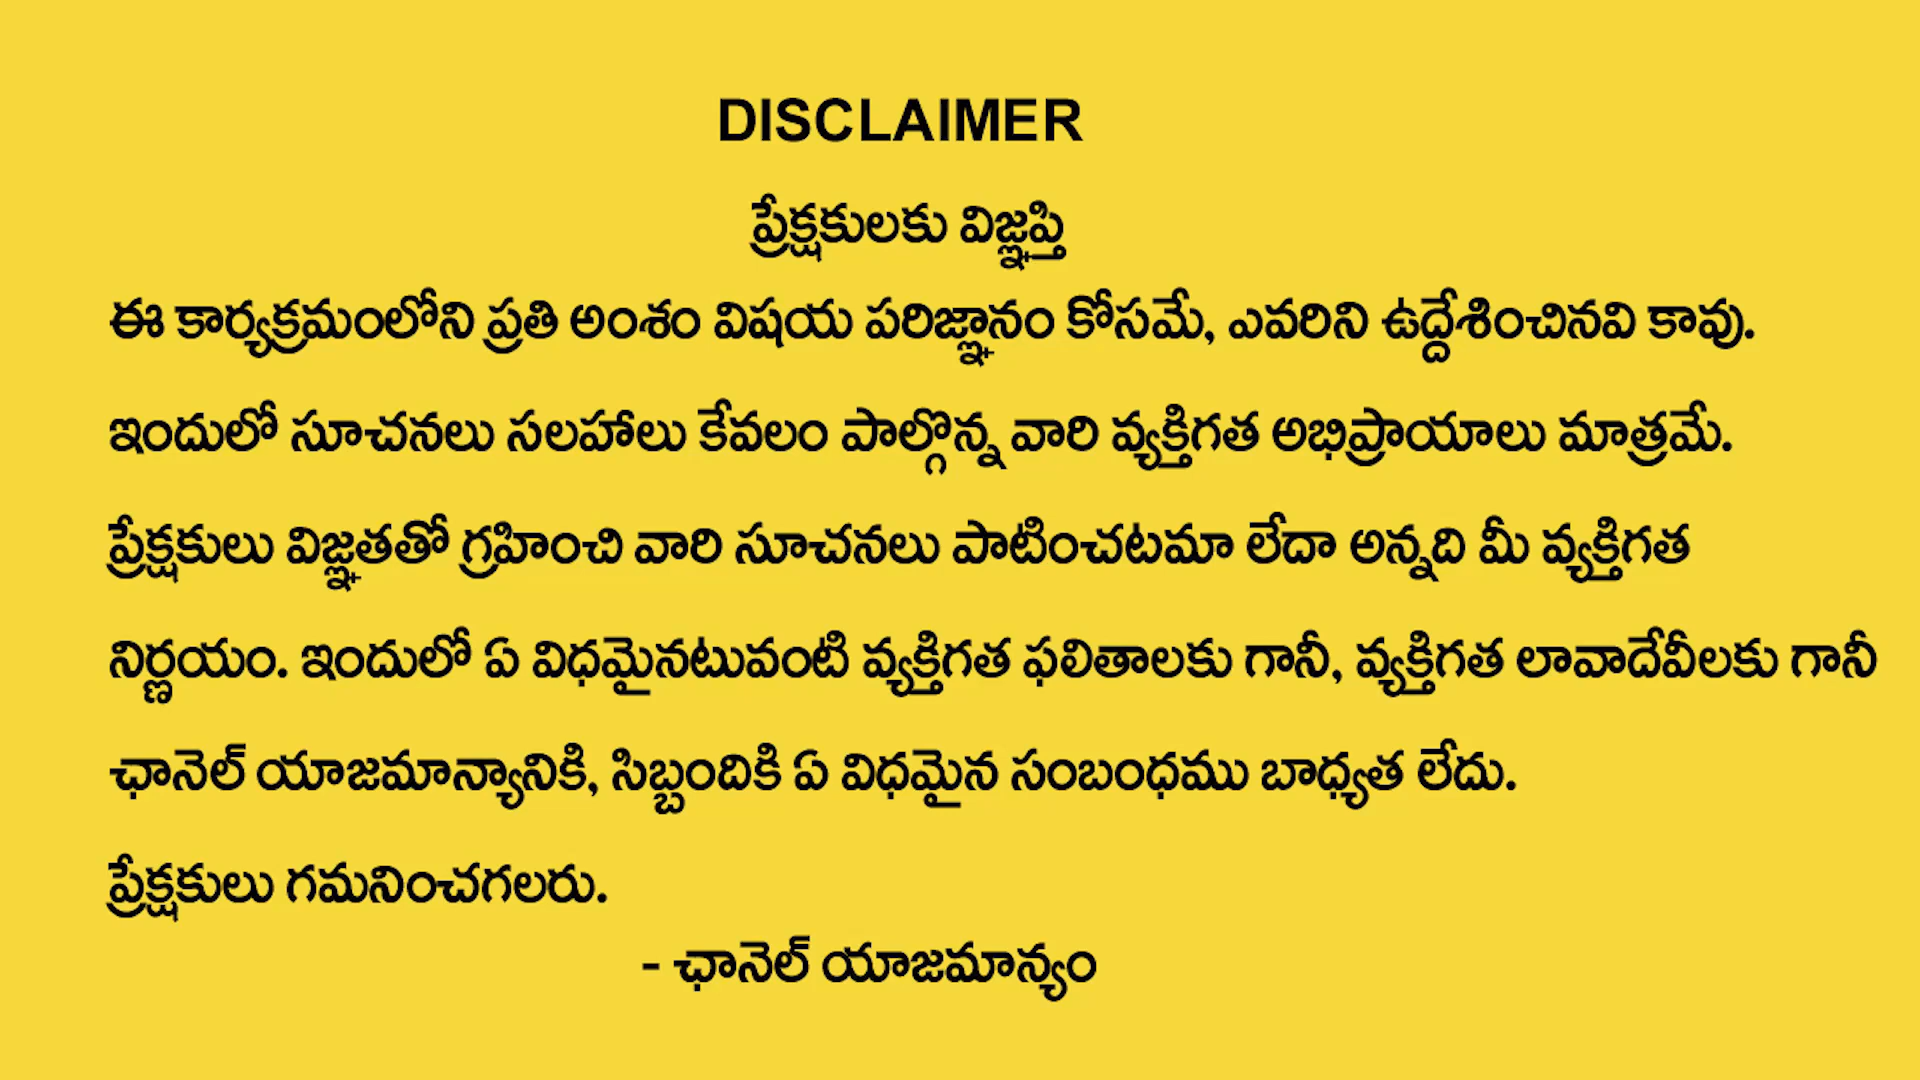 DISCLAIMER
ప్రేక్షకులకు విజ్ఞప్తి
ఈ కార్యక్రమంలోని ప్రతి అంశం విషయ పరిజ్ఞానం కోసమే, ఎవరిని ఉద్దేశించినవి కావు.
ఇందులో సూచనలు సలహాలు కేవలం పాల్గొన్న వారి వ్యక్తిగత అభిప్రాయాలు మాత్రమే.
ప్రేక్షకులు విజ్ఞతతో గ్రహించి వారి సూచనలు పాటించటమా లేదా అన్నది మీ వ్యక్తిగత
నిర్ణయం. ఇందులో ఏ విధమైనటువంటి వ్యక్తిగత ఫలితాలకు గానీ, వ్యక్తిగత లావాదేవీలకు గానీ
ఛానెల్ యాజమాన్యానికి, సిబ్బందికి ఏ విధమైన సంబంధము బాధ్యత లేదు.
ప్రేక్షకులు గమనించగలరు.
- ఛానెల్ యాజమాన్యం